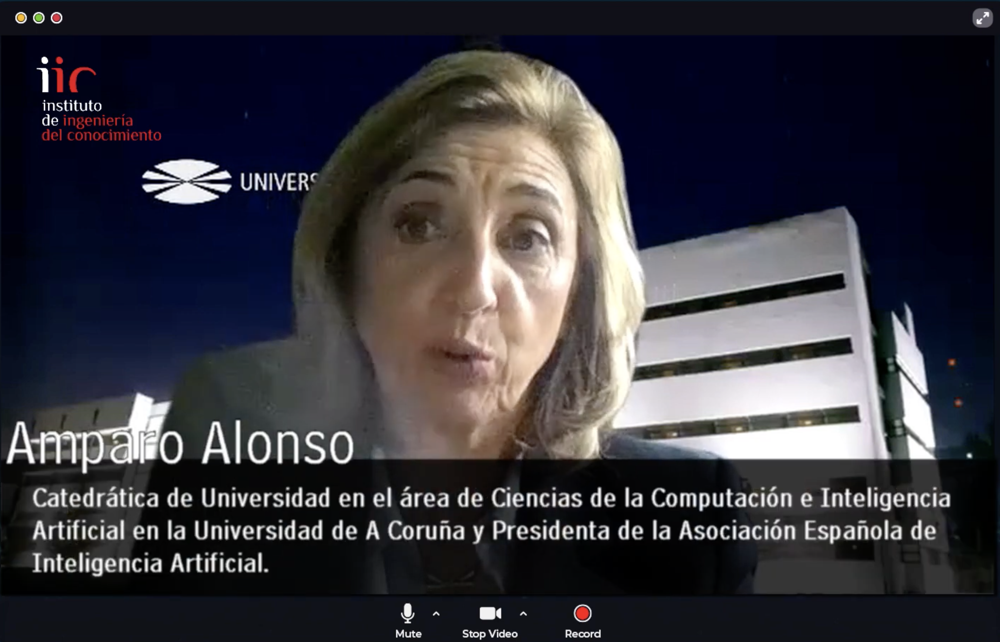 iic
instituto
de ingeniería
del conocimiento
UNIVERS
Amparo Alonso
Catedrática de Universidad en el área de Ciencias de la Computación e Inteligencia
Artificial en la Universidad de A Coruña y Presidenta de la Asociación Española de
Inteligencia Artificial.
Mute
Stop Video
Record